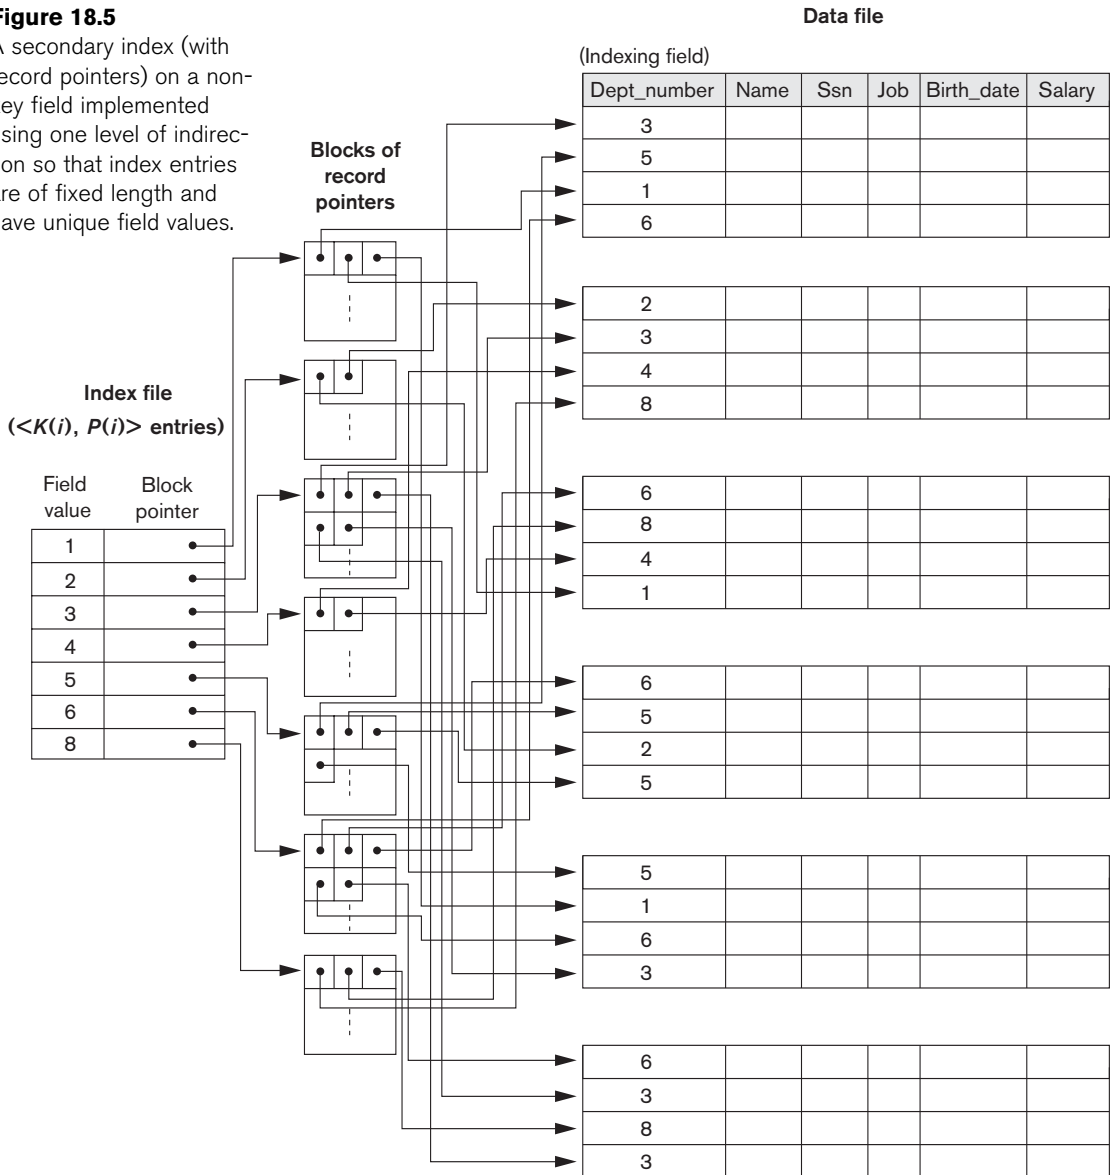 Figure 18.5
A secondary index (with
record pointers) on a non-
key field implemented
using one level of indirec-
on so that index entries
are of fixed length and
have unique field values.
Data file
(Indexing field)
Dept_number Name Ssn Job Birth_date Salary
3
5
1
6
2
3
4
8
6
8
4
1
6
5
2
5
5
1
6
3
6
3
8
3
Blocks of
record
pointers
Index file
(<K(i), P(i)> entries)
Field
value
Block
pointer
1
2
3
4
5
6
8